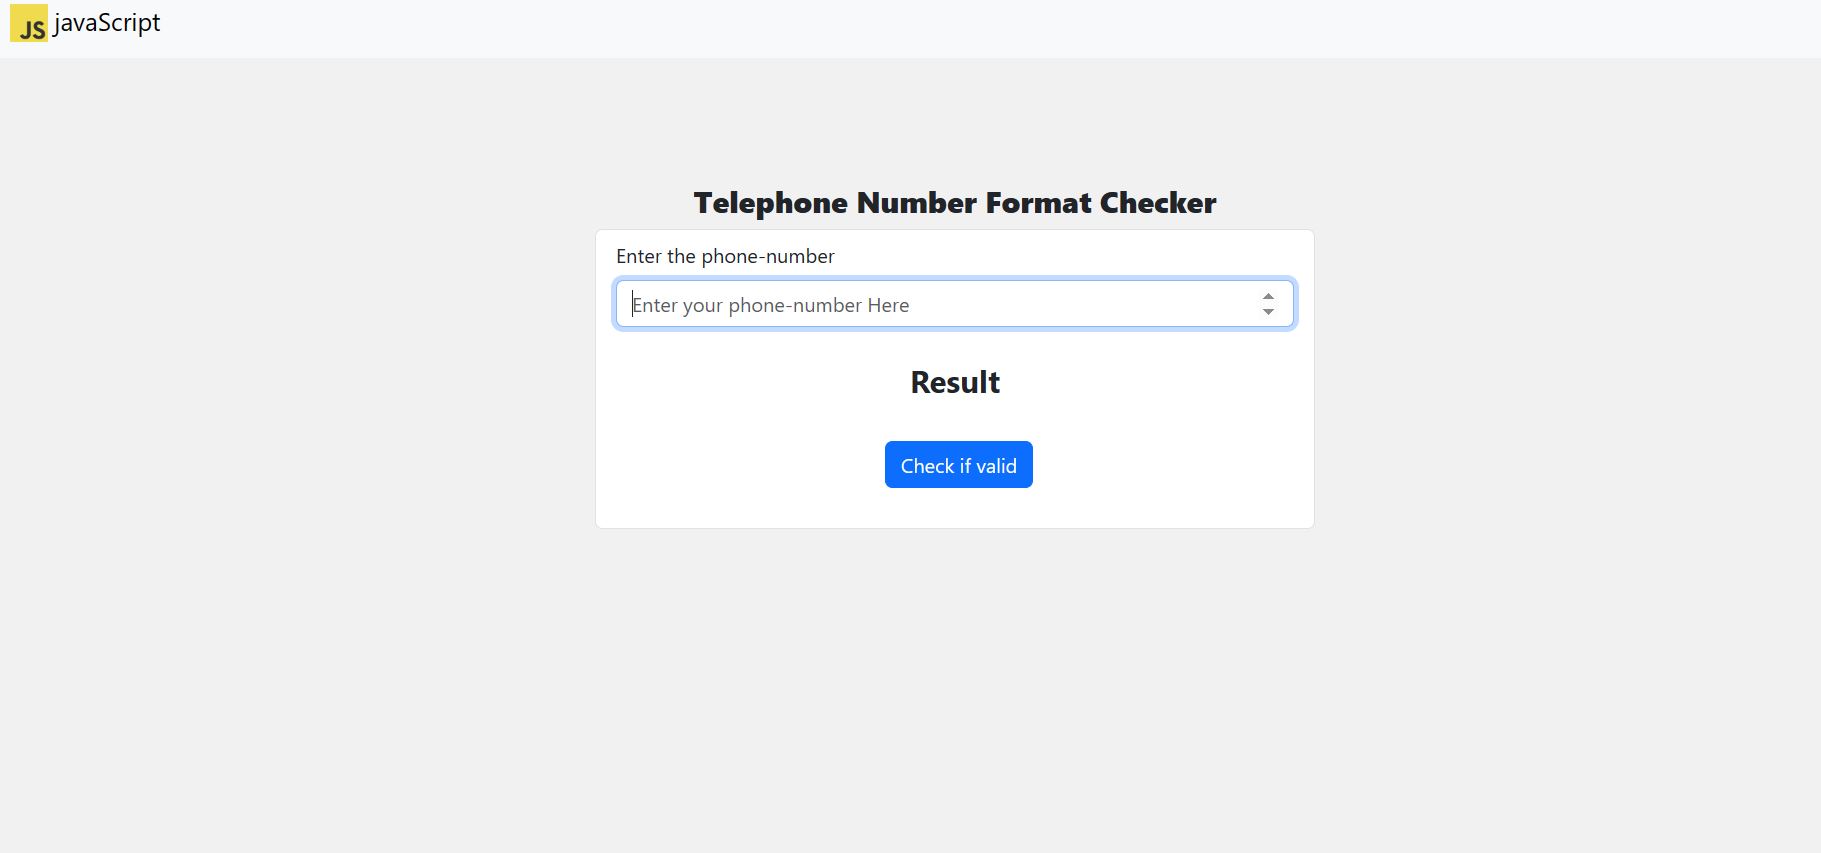 JS javaScript
Telephone Number Format Checker
Enter the phone-number
Enter your phone-number Here
Result
Check if valid